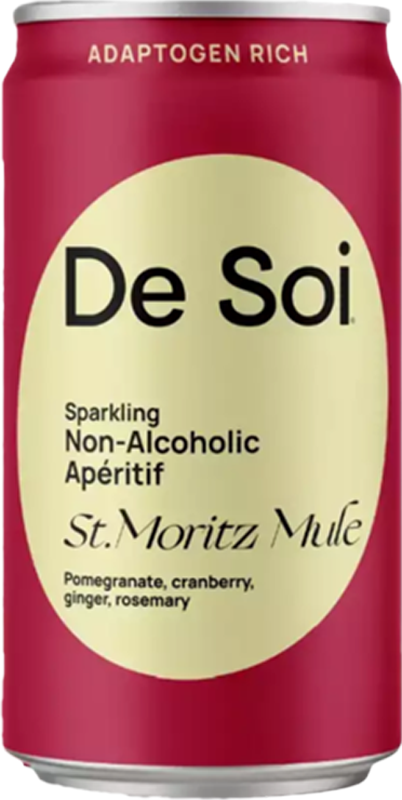 ADAPTOGEN RICH
De Soi
Sparkling
Non-Alcoholic
Apéritif
St. Moritz Mule
Pomegranate, cranberry,
ginger, rosemary